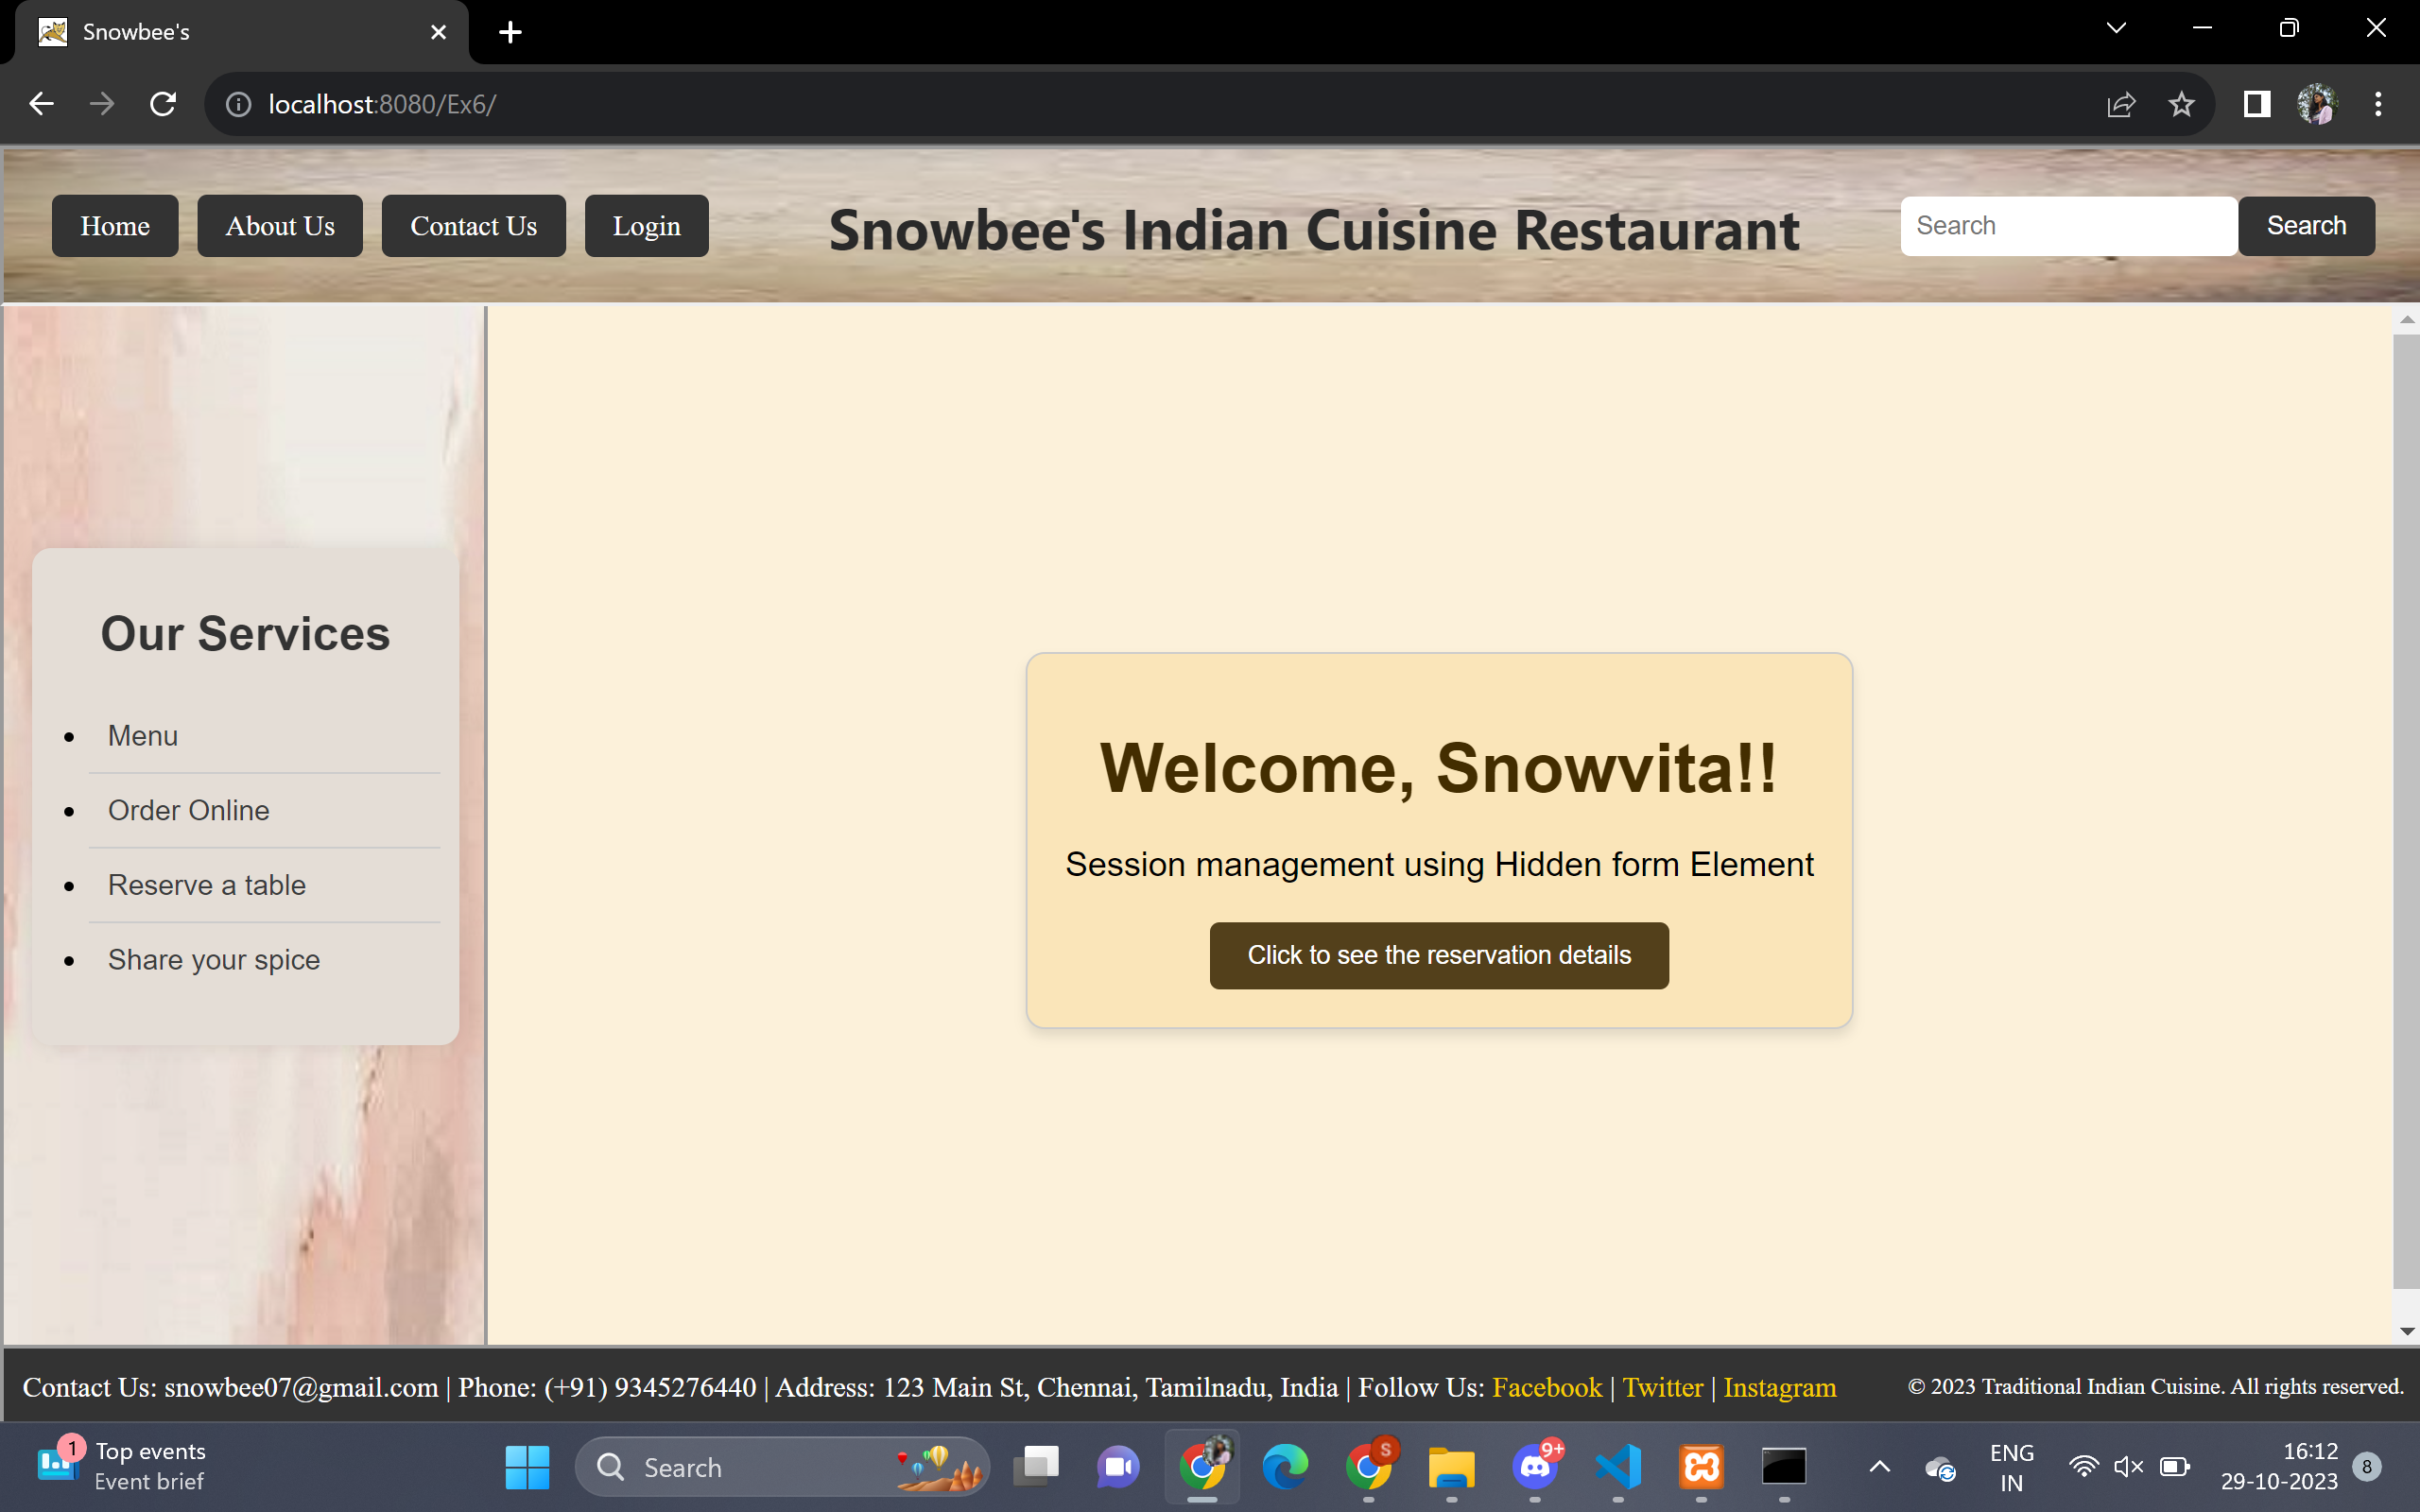 Snowbee's
localhost:8080/Ex6/
Home
About Us
Contact Us
Login
Snowbee's Indian Cuisine Restaurant
Search
Search
Our Services
Menu
Order Online
Reserve a table
Share your spice
Welcome, Snowvita!!
Session management using Hidden form Element
Click to see the reservation details
Contact Us: snowbee07@gmail.com | Phone: (+91) 9345276440 | Address: 123 Main St, Chennai, Tamilnadu, India | Follow Us: Facebook | Twitter | Instagram
© 2023 Traditional Indian Cuisine. All rights reserved.
1
Top events
Event brief
Search
S
9+
ENG
IN
16:12
29-10-2023
8